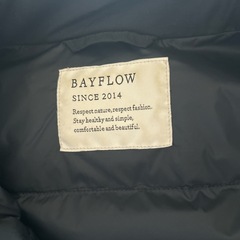 BAYFLOW
SINCE 2014
Respect nature, respect fashion.
Stay healthy and simple,
comfortable and beautiful.